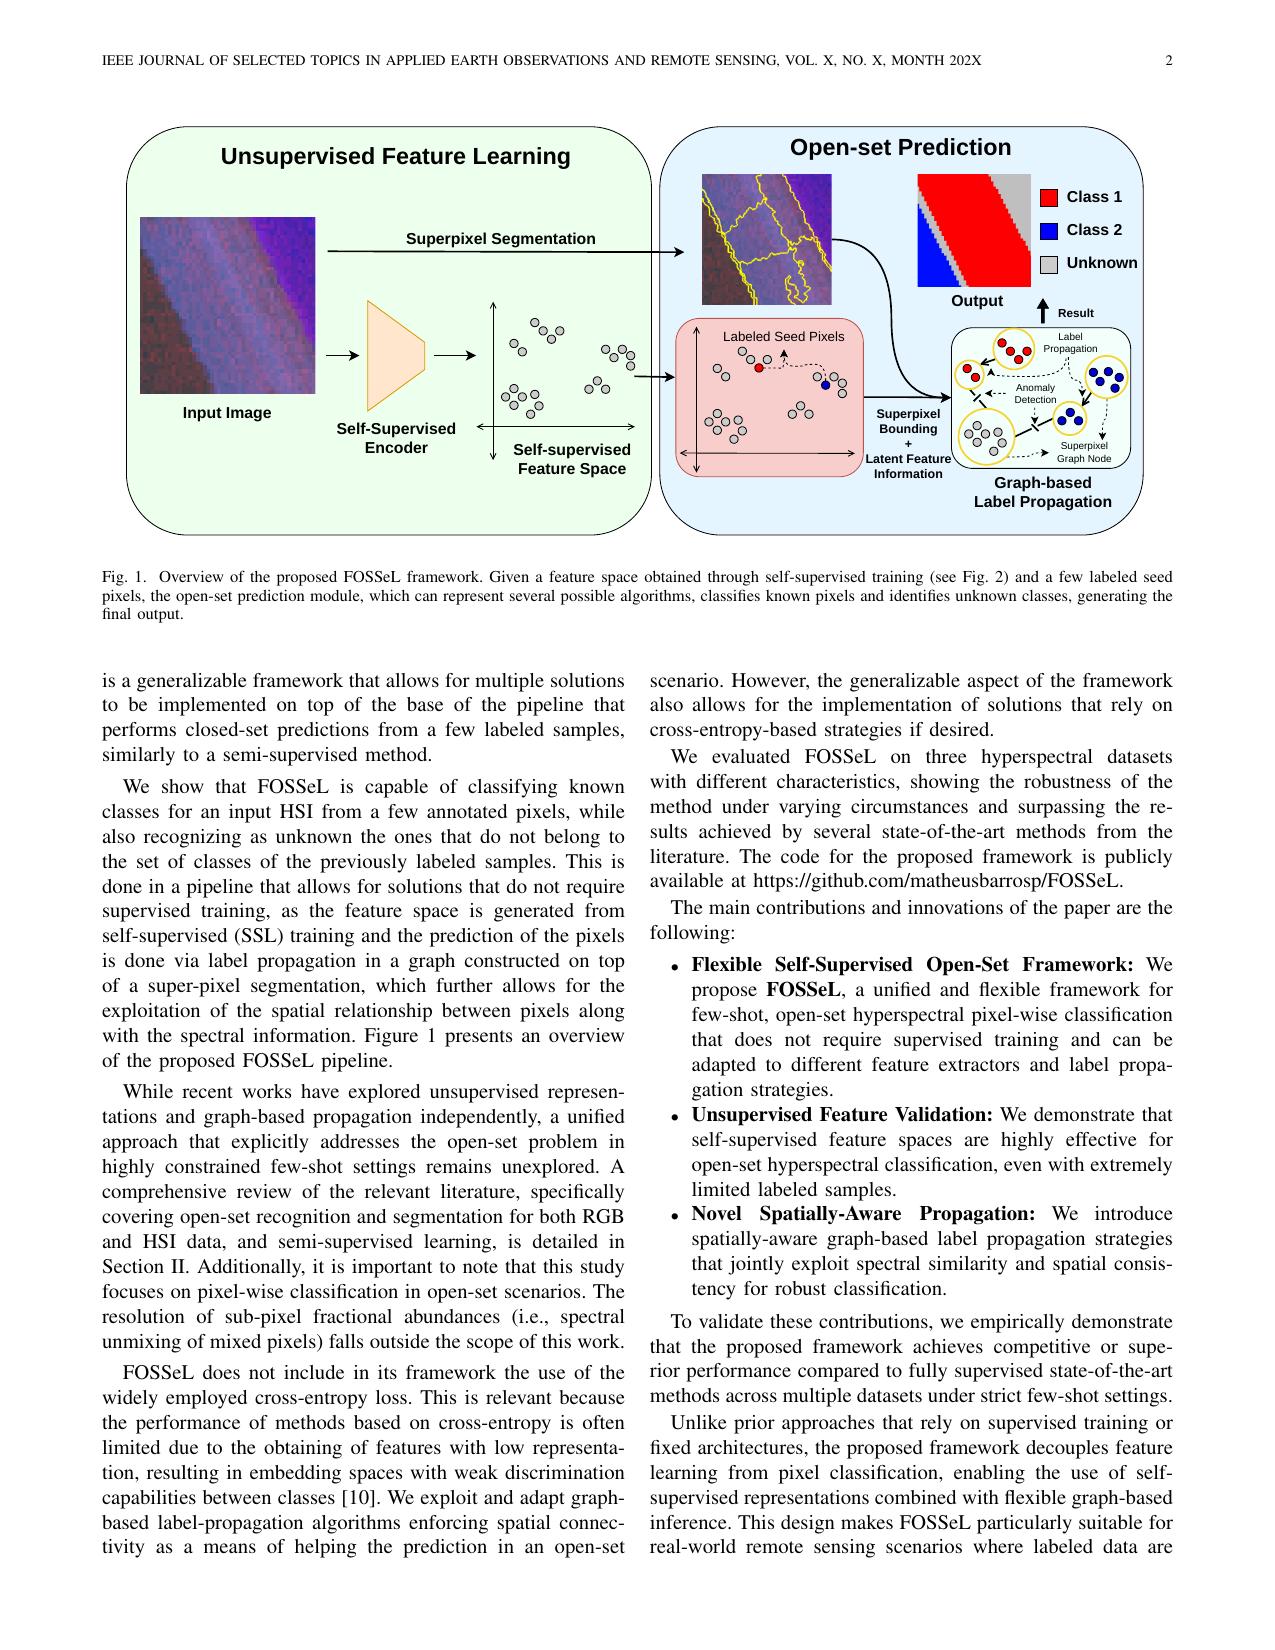 IEEE JOURNAL OF SELECTED TOPICS IN APPLIED EARTH OBSERVATIONS AND REMOTE SENSING, VOL. X, NO. X, MONTH 202X 2
Unsupervised Feature Learning
Superpixel Segmentation
Input Image
Self-Supervised
Encoder
Self-supervised
Feature Space
Open-set Prediction
Class 1
Class 2
Unknown
Output
Result
Labeled Seed Pixels
Superpixel
Bounding
+
Latent Feature
Information
Label
Propagation
Anomaly
Detection
Superpixel
Graph Node
Graph-based
Label Propagation
Fig. 1. Overview of the proposed FOSSeL framework. Given a feature space obtained through self-supervised training (see Fig. 2) and a few labeled seed
pixels, the open-set prediction module, which can represent several possible algorithms, classifies known pixels and identifies unknown classes, generating the
final output.
is a generalizable framework that allows for multiple solutions
to be implemented on top of the base of the pipeline that
performs closed-set predictions from a few labeled samples,
similarly to a semi-supervised method.
We show that FOSSeL is capable of classifying known
classes for an input HSI from a few annotated pixels, while
also recognizing as unknown the ones that do not belong to
the set of classes of the previously labeled samples. This is
done in a pipeline that allows for solutions that do not require
supervised training, as the feature space is generated from
self-supervised (SSL) training and the prediction of the pixels
is done via label propagation in a graph constructed on top
of a super-pixel segmentation, which further allows for the
exploitation of the spatial relationship between pixels along
with the spectral information. Figure 1 presents an overview
of the proposed FOSSeL pipeline.
While recent works have explored unsupervised represen-
tations and graph-based propagation independently, a unified
approach that explicitly addresses the open-set problem in
highly constrained few-shot settings remains unexplored. A
comprehensive review of the relevant literature, specifically
covering open-set recognition and segmentation for both RGB
and HSI data, and semi-supervised learning, is detailed in
Section II. Additionally, it is important to note that this study
focuses on pixel-wise classification in open-set scenarios. The
resolution of sub-pixel fractional abundances (i.e., spectral
unmixing of mixed pixels) falls outside the scope of this work.
FOSSeL does not include in its framework the use of the
widely employed cross-entropy loss. This is relevant because
the performance of methods based on cross-entropy is often
limited due to the obtaining of features with low representa-
tion, resulting in embedding spaces with weak discrimination
capabilities between classes [10]. We exploit and adapt graph-
based label-propagation algorithms enforcing spatial connec-
tivity as a means of helping the prediction in an open-set
scenario. However, the generalizable aspect of the framework
also allows for the implementation of solutions that rely on
cross-entropy-based strategies if desired.
We evaluated FOSSeL on three hyperspectral datasets
with different characteristics, showing the robustness of the
method under varying circumstances and surpassing the re-
sults achieved by several state-of-the-art methods from the
literature. The code for the proposed framework is publicly
available at https://github.com/matheusbarrosp/FOSSeL.
The main contributions and innovations of the paper are the
following:
• Flexible Self-Supervised Open-Set Framework: We
propose FOSSeL, a unified and flexible framework for
few-shot, open-set hyperspectral pixel-wise classification
that does not require supervised training and can be
adapted to different feature extractors and label propa-
gation strategies.
• Unsupervised Feature Validation: We demonstrate that
self-supervised feature spaces are highly effective for
open-set hyperspectral classification, even with extremely
limited labeled samples.
• Novel Spatially-Aware Propagation: We introduce
spatially-aware graph-based label propagation strategies
that jointly exploit spectral similarity and spatial consis-
tency for robust classification.
To validate these contributions, we empirically demonstrate
that the proposed framework achieves competitive or supe-
rior performance compared to fully supervised state-of-the-art
methods across multiple datasets under strict few-shot settings.
Unlike prior approaches that rely on supervised training or
fixed architectures, the proposed framework decouples feature
learning from pixel classification, enabling the use of self-
supervised representations combined with flexible graph-based
inference. This design makes FOSSeL particularly suitable for
real-world remote sensing scenarios where labeled data are